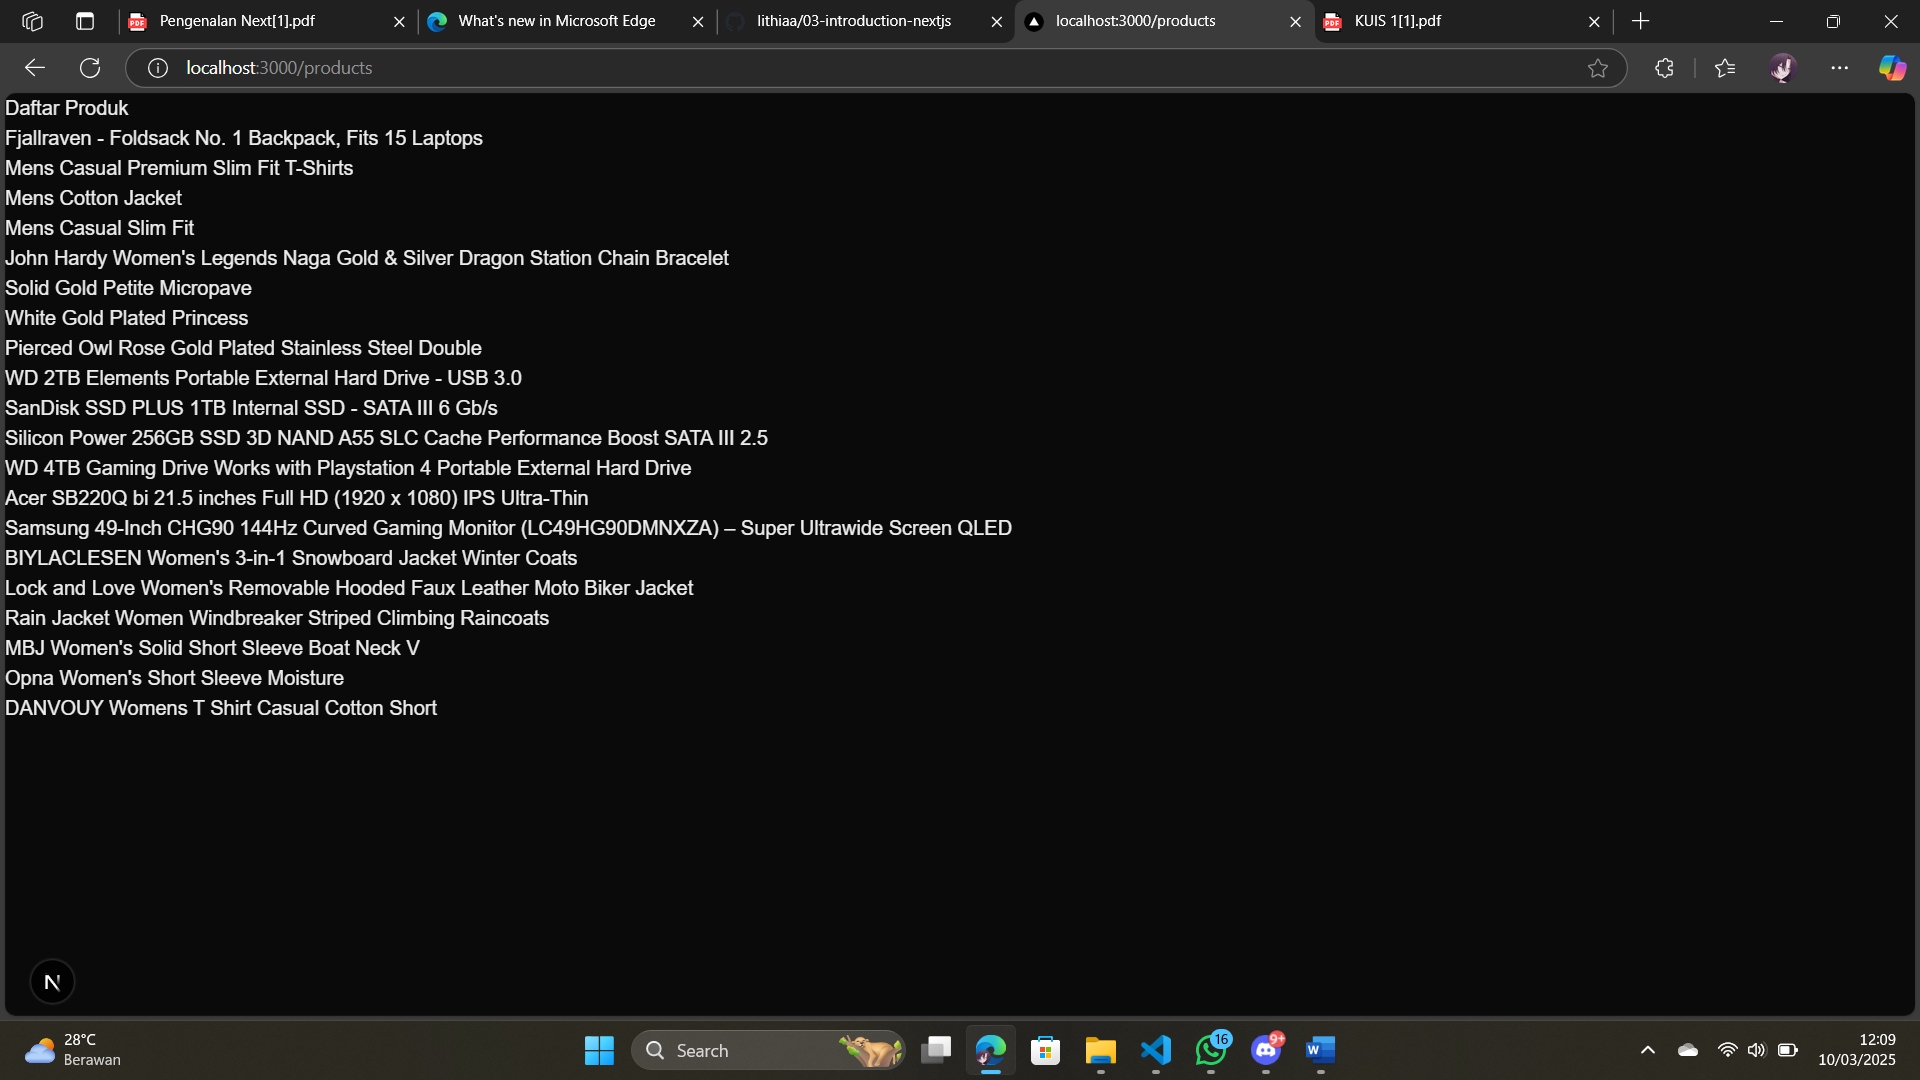 Pengenalan Next[1].pdf
What's new in Microsoft Edge
lithiaa/03-introduction-nextjs
localhost:3000/products
KUIS 1[1].pdf
localhost:3000/products
Daftar Produk
Fjallraven - Foldsack No. 1 Backpack, Fits 15 Laptops
Mens Casual Premium Slim Fit T-Shirts
Mens Cotton Jacket
Mens Casual Slim Fit
John Hardy Women's Legends Naga Gold & Silver Dragon Station Chain Bracelet
Solid Gold Petite Micropave
White Gold Plated Princess
Pierced Owl Rose Gold Plated Stainless Steel Double
WD 2TB Elements Portable External Hard Drive - USB 3.0
SanDisk SSD PLUS 1TB Internal SSD - SATA III 6 Gb/s
Silicon Power 256GB SSD 3D NAND A55 SLC Cache Performance Boost SATA III 2.5
WD 4TB Gaming Drive Works with Playstation 4 Portable External Hard Drive
Acer SB220Q bi 21.5 inches Full HD (1920 x 1080) IPS Ultra-Thin
Samsung 49-Inch CHG90 144Hz Curved Gaming Monitor (LC49HG90DMNXZA) – Super Ultrawide Screen QLED
BIYLACLESEN Women's 3-in-1 Snowboard Jacket Winter Coats
Lock and Love Women's Removable Hooded Faux Leather Moto Biker Jacket
Rain Jacket Women Windbreaker Striped Climbing Raincoats
MBJ Women's Solid Short Sleeve Boat Neck V
Opna Women's Short Sleeve Moisture
DANVOUY Womens T Shirt Casual Cotton Short
N
28°C
Berawan
Search
16
9+
12:09
10/03/2025